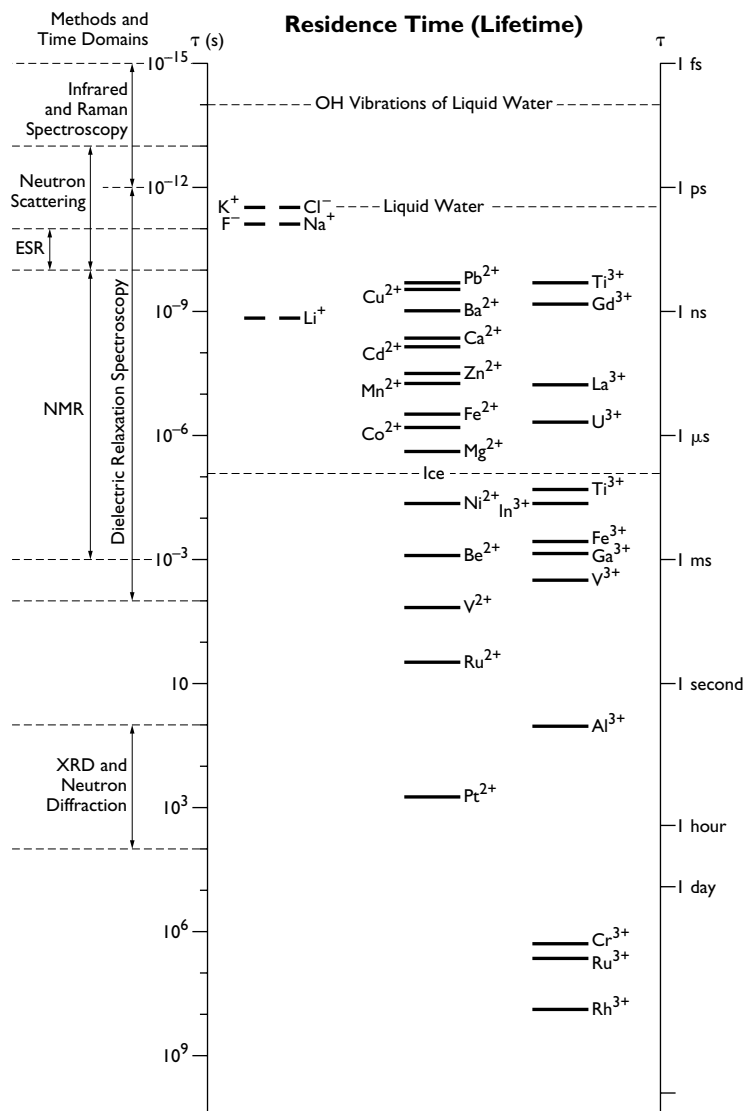 Methods and
Time Domains
τ (s)
Residence Time (Lifetime)
τ
10⁻¹⁵
1 fs
Infrared
and Raman
Spectroscopy
OH Vibrations of Liquid Water
Neutron
Scattering
10⁻¹²
1 ps
K⁺
Cl⁻
Liquid Water
F⁻
Na⁺
ESR
Pb²⁺
Ti³⁺
Cu²⁺
Gd³⁺
10⁻⁹
Ba²⁺
1 ns
Li⁺
Ca²⁺
Cd²⁺
Zn²⁺
La³⁺
Mn²⁺
NMR
Dielectric Relaxation Spectroscopy
Fe²⁺
U³⁺
Co²⁺
10⁻⁶
1 μs
Mg²⁺
Ice
Ti³⁺
Ni²⁺
In³⁺
Fe³⁺
10⁻³
Be²⁺
Ga³⁺
1 ms
V³⁺
V²⁺
Ru²⁺
10
1 second
Al³⁺
XRD and
Neutron
Diffraction
Pt²⁺
10³
1 hour
1 day
10⁶
Cr³⁺
Ru³⁺
Rh³⁺
10⁹